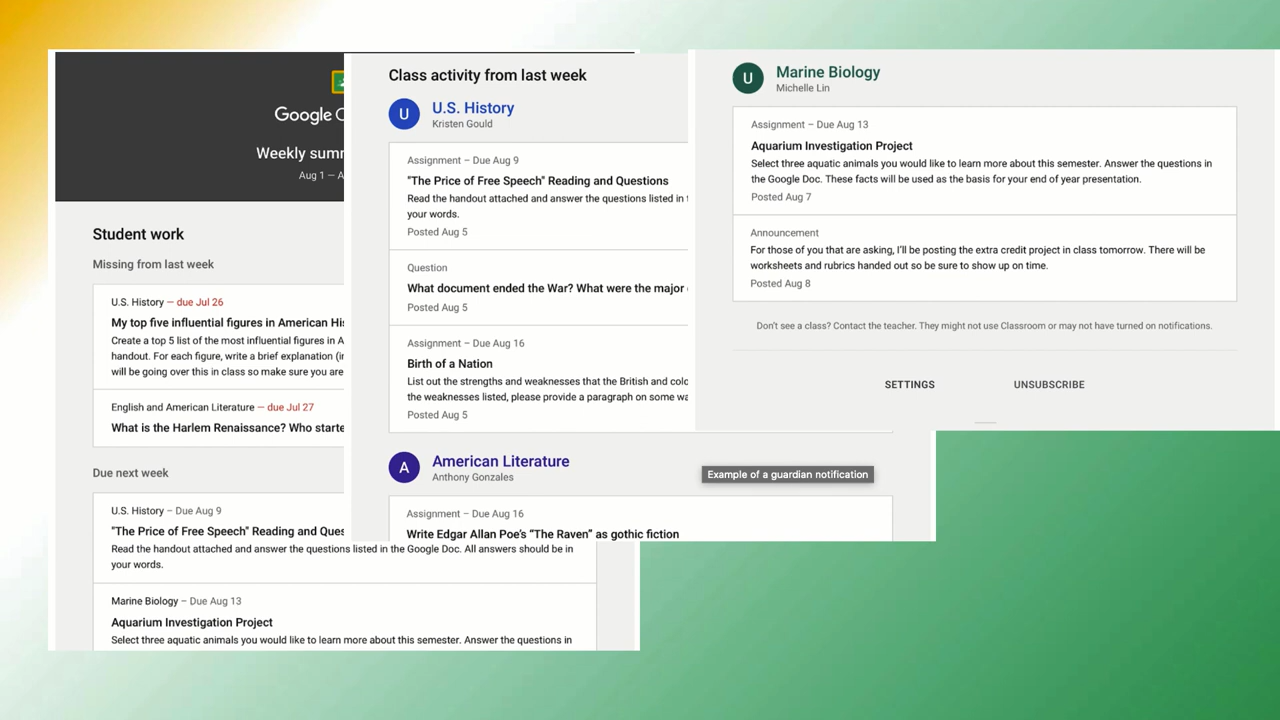 Google C
Weekly summ
Aug 1 — A
Student work
Missing from last week
U.S. History — due Jul 26
My top five influential figures in American His
Create a top 5 list of the most influential figures in A
handout. For each figure, write a brief explanation (in
will be going over this in class so make sure you are
English and American Literature — due Jul 27
What is the Harlem Renaissance? Who starte
Due next week
U.S. History – Due Aug 9
"The Price of Free Speech" Reading and Ques
Read the handout attached and answer the questions listed in the Google Doc. All answers should be in
your words.
Marine Biology – Due Aug 13
Aquarium Investigation Project
Select three aquatic animals you would like to learn more about this semester. Answer the questions in
Class activity from last week
U
U.S. History
Kristen Gould
Assignment – Due Aug 9
"The Price of Free Speech" Reading and Questions
Read the handout attached and answer the questions listed in
your words.
Posted Aug 5
Question
What document ended the War? What were the major
Posted Aug 5
Assignment – Due Aug 16
Birth of a Nation
List out the strengths and weaknesses that the British and colo
the weaknesses listed, please provide a paragraph on some wa
Posted Aug 5
A
American Literature
Anthony Gonzales
Example of a guardian notification
Assignment – Due Aug 16
Write Edgar Allan Poe's “The Raven” as gothic fiction
U
Marine Biology
Michelle Lin
Assignment – Due Aug 13
Aquarium Investigation Project
Select three aquatic animals you would like to learn more about this semester. Answer the questions in
the Google Doc. These facts will be used as the basis for your end of year presentation.
Posted Aug 7
Announcement
For those of you that are asking, I'll be posting the extra credit project in class tomorrow. There will be
worksheets and rubrics handed out so be sure to show up on time.
Posted Aug 8
Don't see a class? Contact the teacher. They might not use Classroom or may not have turned on notifications.
SETTINGS
UNSUBSCRIBE